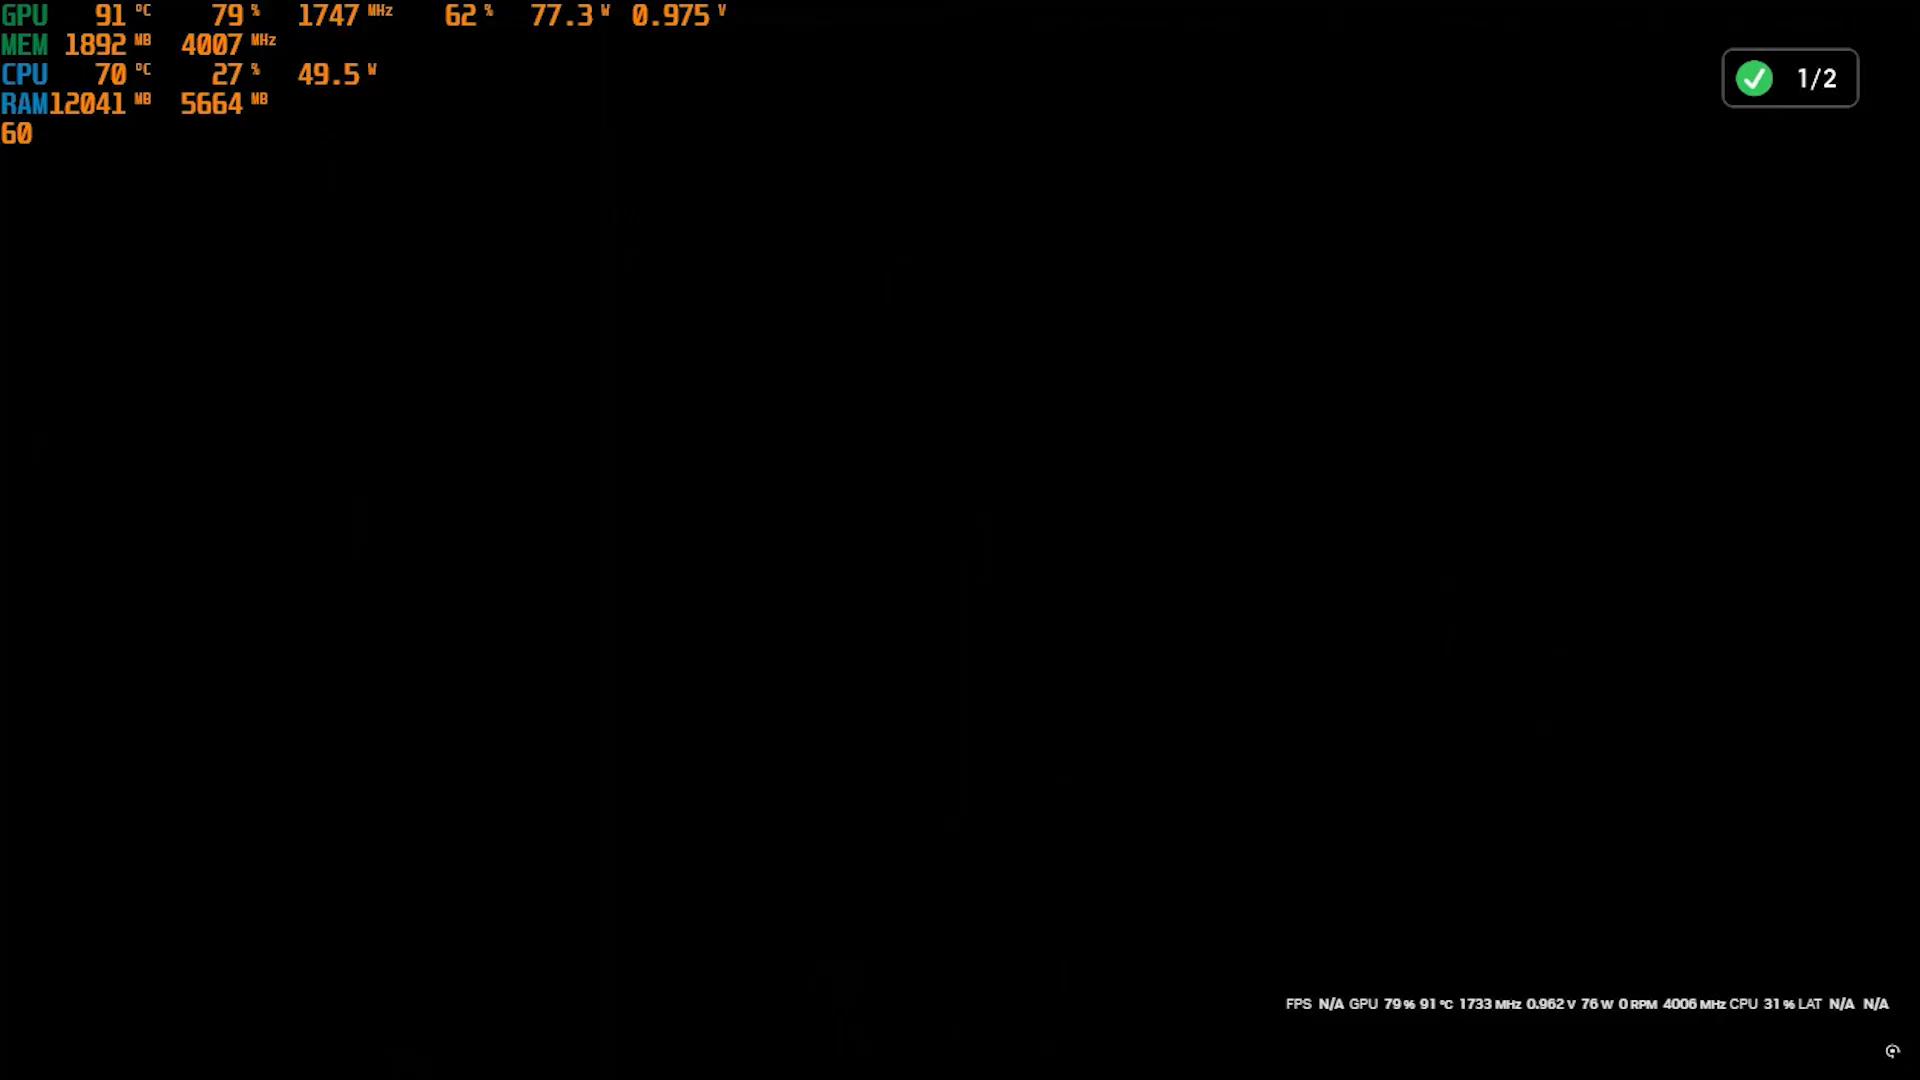 GPU 91 °C 79 % 1747 MHz 62 % 77.3 W 0.975 V
MEM 1892 MB 4007 MHz
CPU 70 °C 27 % 49.5 W
RAM 12041 MB 5664 MB
60
1/2
FPS N/A GPU 79 % 91 °C 1733 MHz 0.962 V 76 W 0 RPM 4006 MHz CPU 31 % LAT N/A N/A